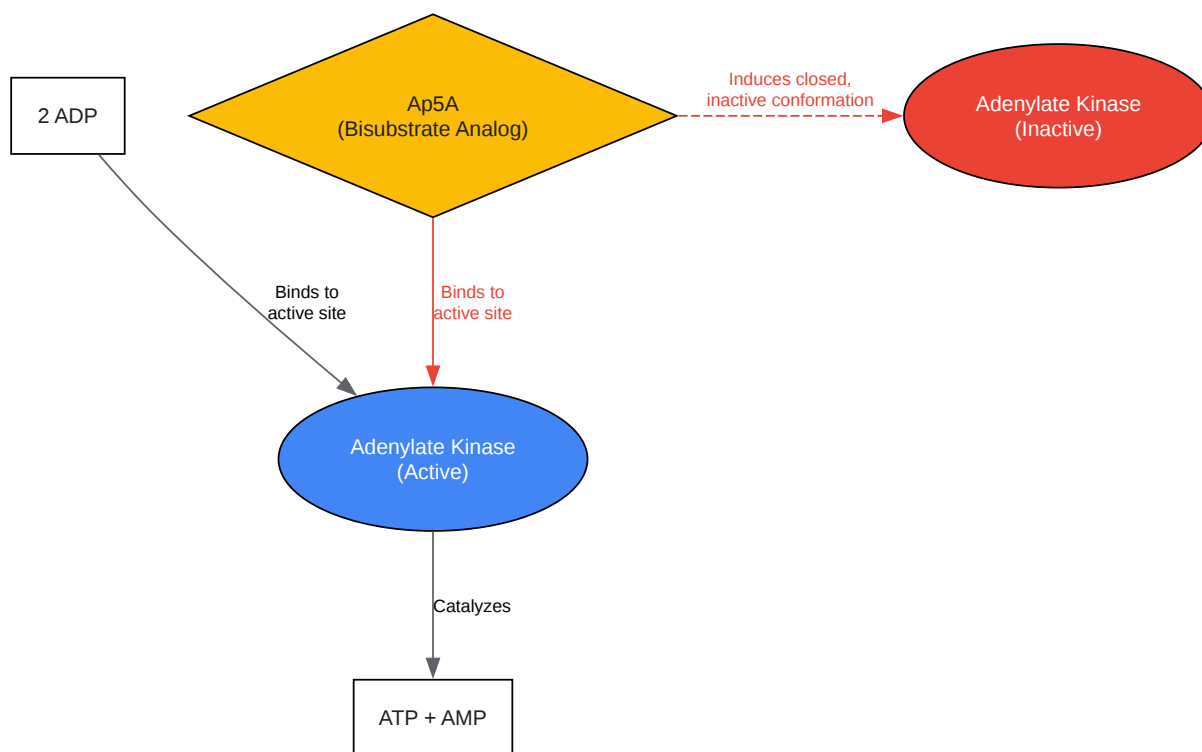 2 ADP
Ap5A
(Bisubstrate Analog)
Induces closed,
inactive conformation
Adenylate Kinase
(Inactive)
Binds to
active site
Binds to
active site
Adenylate Kinase
(Active)
Catalyzes
ATP + AMP